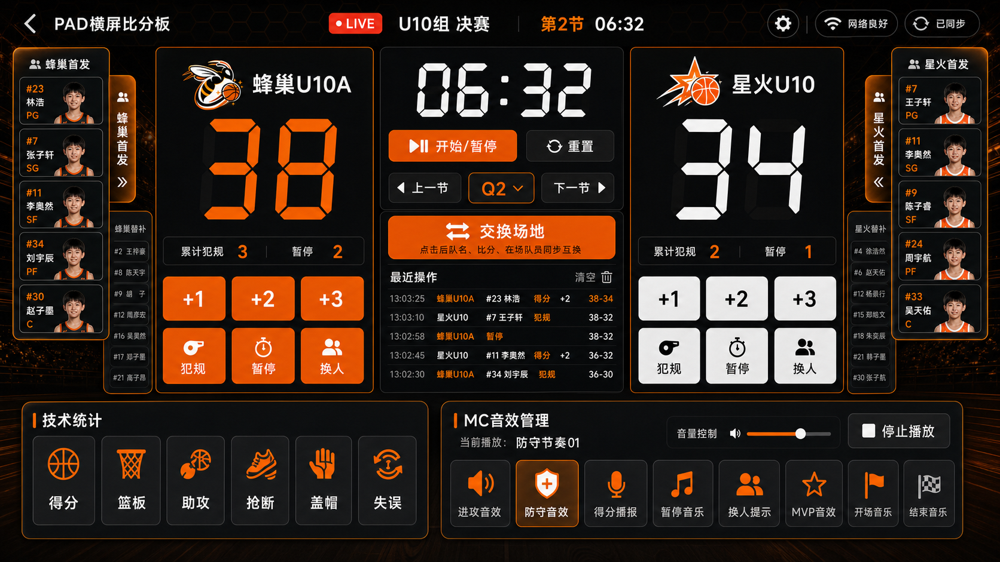 PAD横屏比分板
LIVE
U10组 决赛
第2节 06:32
网络良好
已同步
蜂巢首发
#23
林浩
PG
#7
张子轩
SG
#11
李奥然
SF
#34
刘宇辰
PF
#30
赵子墨
C
蜂巢首发
蜂巢替补
#2 王梓豪
#8 陈天宇
#9 胡 子
#12 周彦宏
#16 吴昊然
#17 郑子墨
#21 高子昂
蜂巢U10A
38
累计犯规 3
暂停 2
+1
+2
+3
犯规
暂停
换人
06:32
开始/暂停
重置
上一节
Q2
下一节
交换场地
点击后队名、比分、在场队员同步互换
最近操作
清空
13:03:25 蜂巢U10A #23 林浩 得分 +2 38-34
13:03:10 星火U10 #7 王子轩 犯规 38-32
13:02:58 蜂巢U10A 暂停 38-32
13:02:45 星火U10 #11 李奥然 得分 +2 36-32
13:02:30 蜂巢U10A #34 刘宇辰 犯规 36-30
星火U10
34
累计犯规 2
暂停 1
+1
+2
+3
犯规
暂停
换人
星火首发
星火替补
#4 徐浩然
#6 赵天佑
#12 杨景行
#15 郑皓文
#18 朱奕辰
#21 韩子墨
#30 张子航
星火首发
#7
王子轩
PG
#11
李奥然
SG
#9
陈子睿
SF
#24
周宇航
PF
#33
吴天佑
C
技术统计
得分
篮板
助攻
抢断
盖帽
失误
MC音效管理
当前播放： 防守节奏01
音量控制
停止播放
进攻音效
防守音效
得分播报
暂停音乐
换人提示
MVP音效
开场音乐
结束音乐